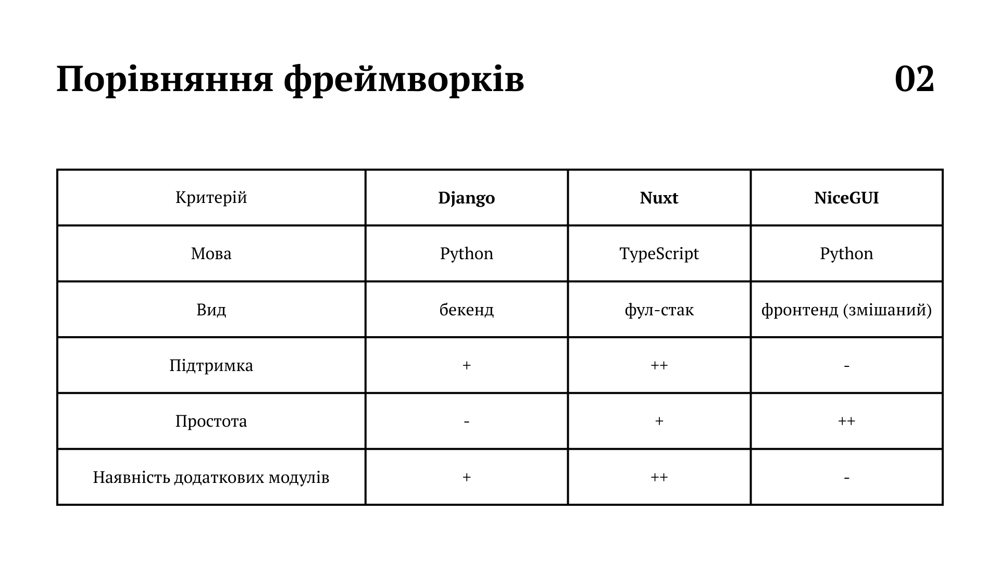 Порівняння фреймворків 02
Критерій Django Nuxt NiceGUI
Мова Python TypeScript Python
Вид бекенд фул-стак фронтенд (змішаний)
Підтримка + ++ -
Простота - + ++
Наявність додаткових модулів + ++ -